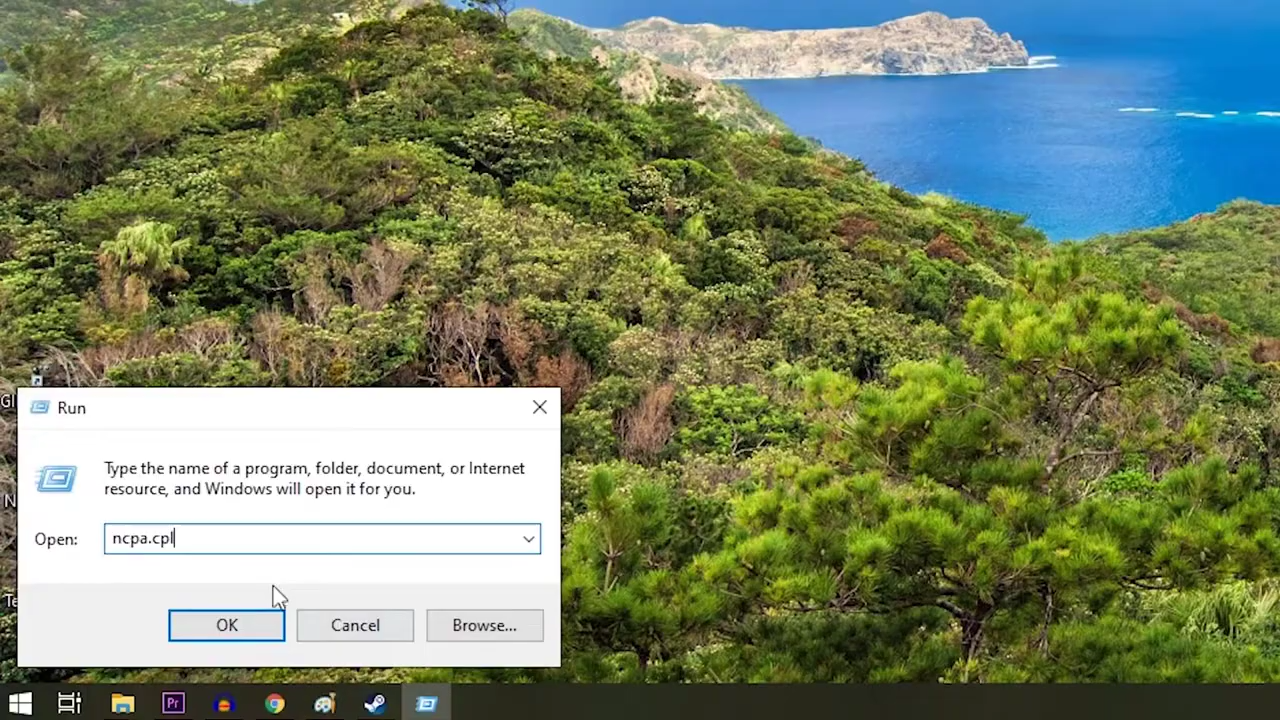 Run
Type the name of a program, folder, document, or Internet
resource, and Windows will open it for you.
Open:
ncpa.cpl
OK
Cancel
Browse...
Pr